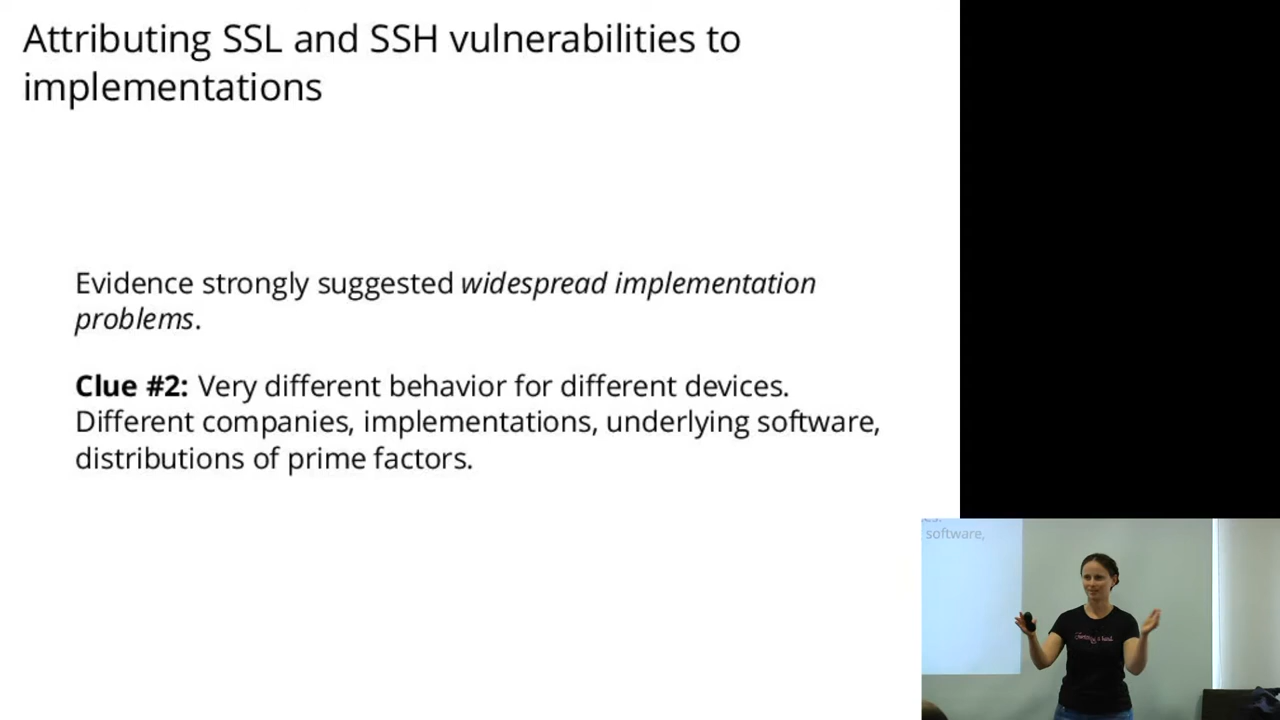 Attributing SSL and SSH vulnerabilities to
implementations
Evidence strongly suggested widespread implementation
problems.
Clue #2: Very different behavior for different devices.
Different companies, implementations, underlying software,
distributions of prime factors.
software,